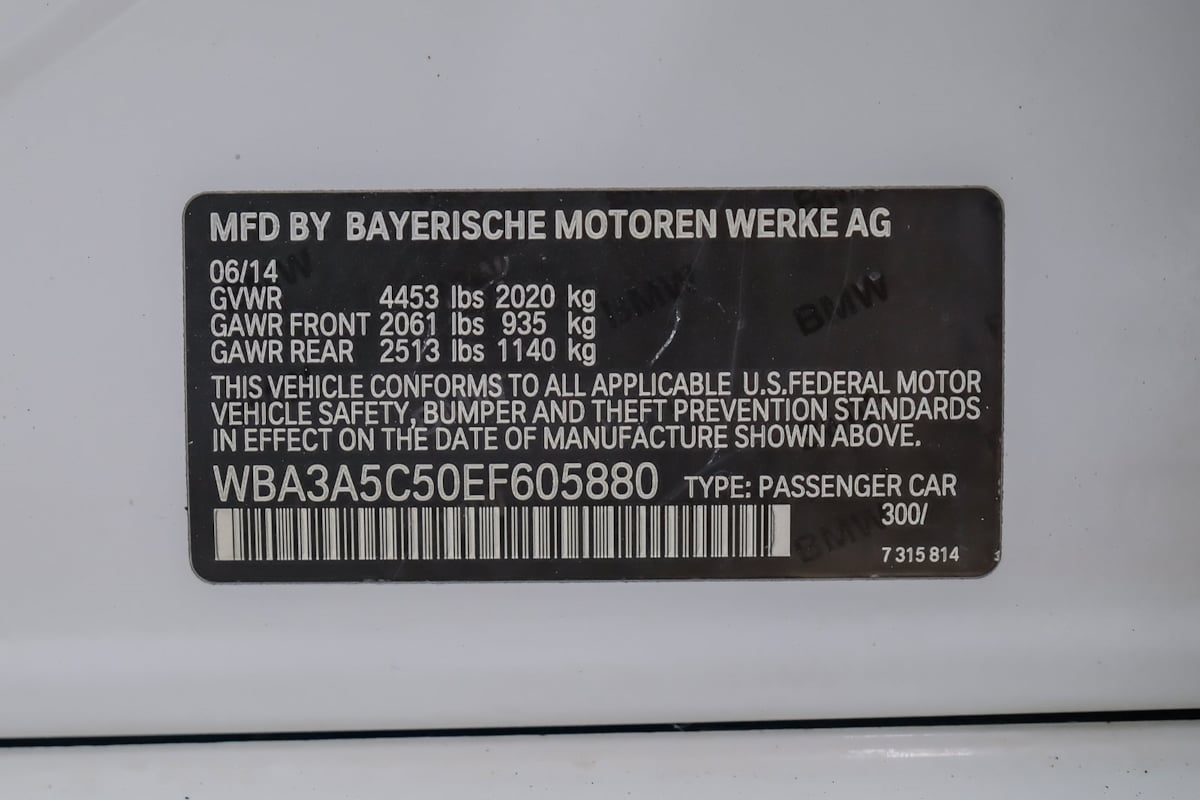 MFD BY BAYERISCHE MOTOREN WERKE AG
06/14
GVWR 4453 lbs 2020 kg
GAWR FRONT 2061 lbs 935 kg
GAWR REAR 2513 lbs 1140 kg
THIS VEHICLE CONFORMS TO ALL APPLICABLE U.S.FEDERAL MOTOR
VEHICLE SAFETY, BUMPER AND THEFT PREVENTION STANDARDS
IN EFFECT ON THE DATE OF MANUFACTURE SHOWN ABOVE.
WBA3A5C50EF605880 TYPE: PASSENGER CAR
300/
7 315 814
BMW
BMW
BMW